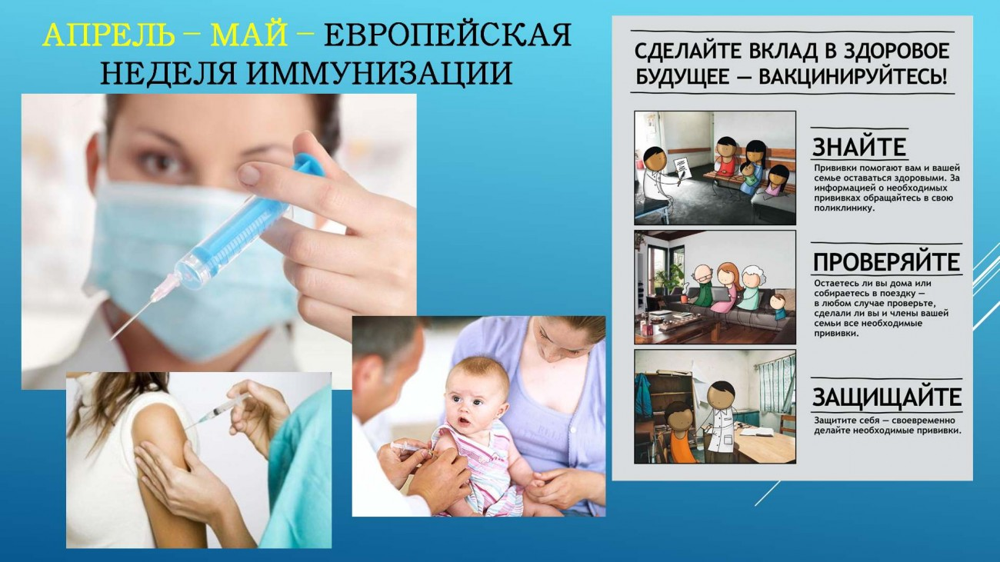 АПРЕЛЬ – МАЙ – ЕВРОПЕЙСКАЯ
НЕДЕЛЯ ИММУНИЗАЦИИ
СДЕЛАЙТЕ ВКЛАД В ЗДОРОВОЕ
БУДУЩЕЕ — ВАКЦИНИРУЙТЕСЬ!
ЗНАЙТЕ
Прививки помогают вам и вашей
семье оставаться здоровыми. За
информацией о необходимых
прививках обращайтесь в свою
поликлинику.
ПРОВЕРЯЙТЕ
Остаетесь ли вы дома или
собираетесь в поездку —
в любом случае проверьте,
сделали ли вы и члены вашей
семьи все необходимые
прививки.
ЗАЩИЩАЙТЕ
Защитите себя — своевременно
делайте необходимые прививки.